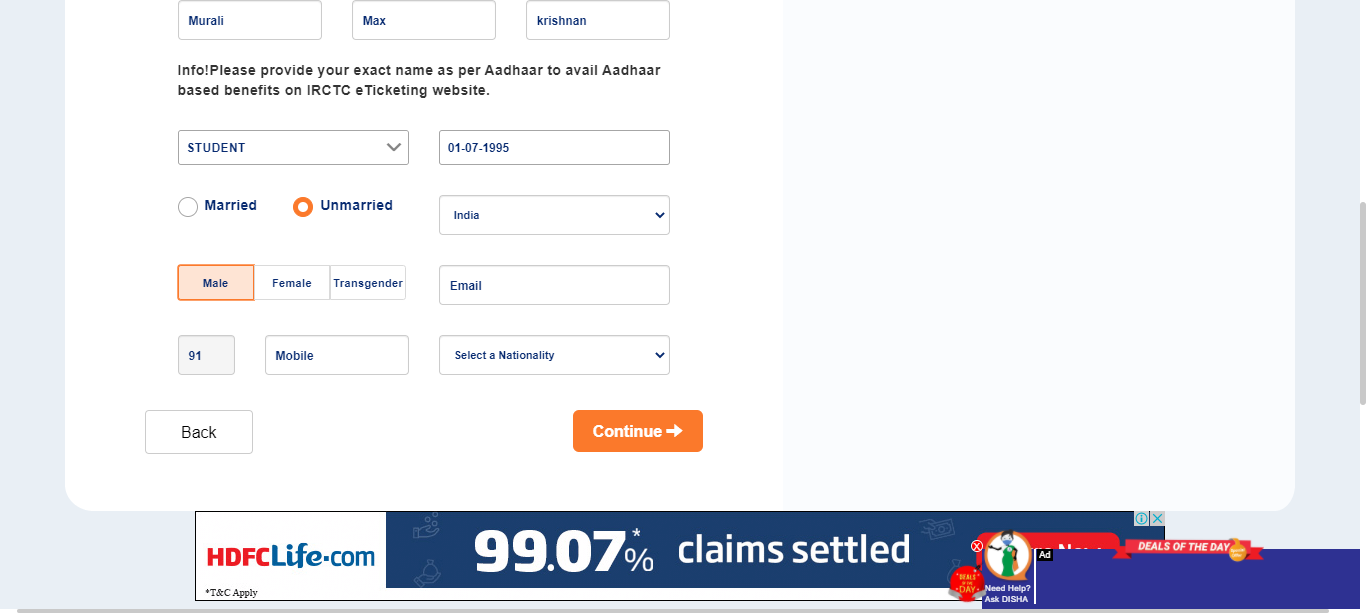 Murali
Max
krishnan
Info!Please provide your exact name as per Aadhaar to avail Aadhaar
based benefits on IRCTC eTicketing website.
STUDENT
01-07-1995
Married
Unmarried
India
Male
Female
Transgender
Email
91
Mobile
Select a Nationality
Back
Continue
HDFCLife.com
*T&C Apply
99.07*%
claims settled
Ad
DEALS OF THE DAY
DEALS
OF THE
DAY
Need Help?
Ask DISHA